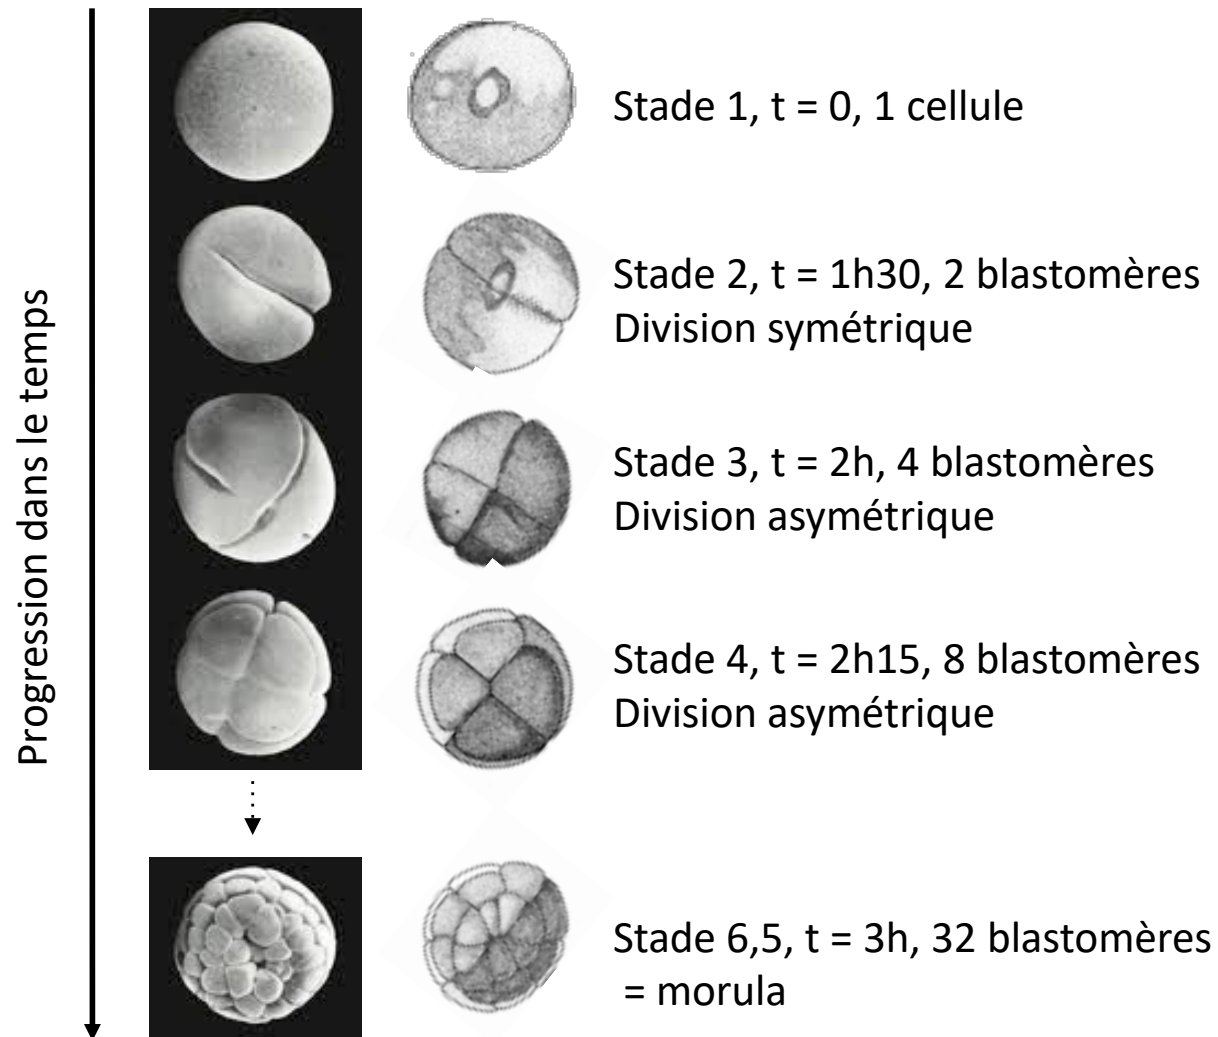 Progression dans le temps
Stade 1, t = 0, 1 cellule
Stade 2, t = 1h30, 2 blastomères
Division symétrique
Stade 3, t = 2h, 4 blastomères
Division asymétrique
Stade 4, t = 2h15, 8 blastomères
Division asymétrique
Stade 6,5, t = 3h, 32 blastomères
= morula